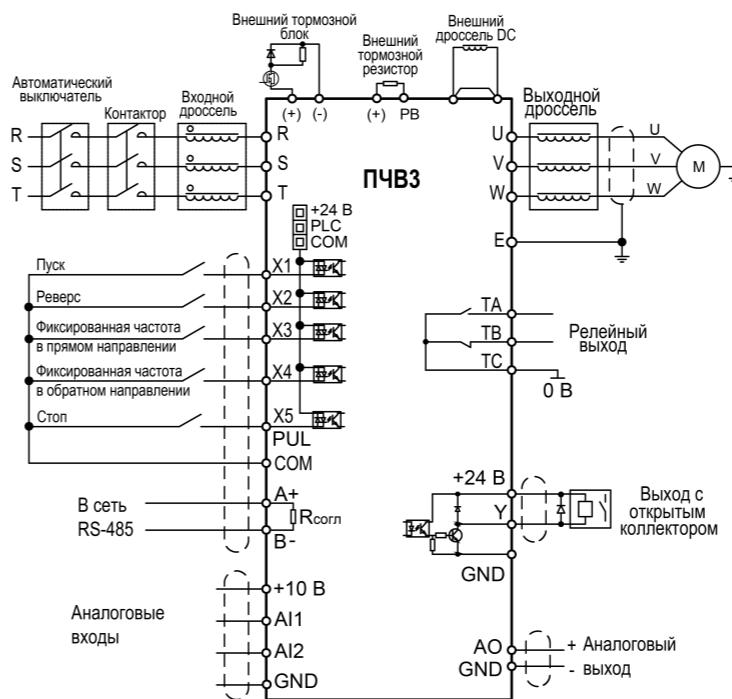 Внешний тормозной
блок
Внешний
тормозной
резистор
Внешний
дроссель DC
Автоматический
выключатель
Контактор
Входной
дроссель
Выходной
дроссель
(+) (-)
(+) PB
R
R
U
U
S
S
V
V
M
T
T
W
W
ПЧВ3
+24 В
PLC
COM
E
Пуск
X1
Реверс
X2
Фиксированная частота
в прямом направлении
X3
Фиксированная частота
в обратном направлении
X4
Стоп
X5
PUL
COM
TA
TB
TC
Релейный
выход
0 В
В сеть
RS-485
A+
Rсогл
B-
+24 В
Y
GND
Выход с
открытым
коллектором
Аналоговые
входы
+10 В
AI1
AI2
GND
AO
GND
+ Аналоговый
- выход